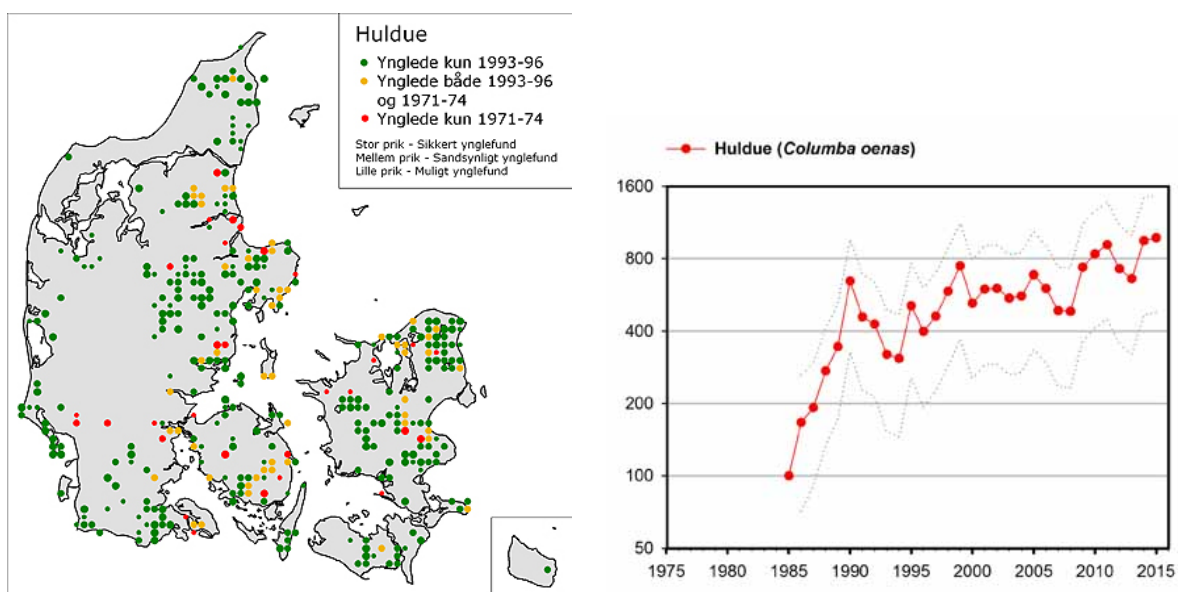 Huldue
Ynglede kun 1993-96
Ynglede både 1993-96
og 1971-74
Ynglede kun 1971-74
Stor prik - Sikkert ynglefund
Mellem prik - Sandsynligt ynglefund
Lille prik - Muligt ynglefund
Huldue (Columba oenas)
1600
800
400
200
100
50
1975 1980 1985 1990 1995 2000 2005 2010 2015